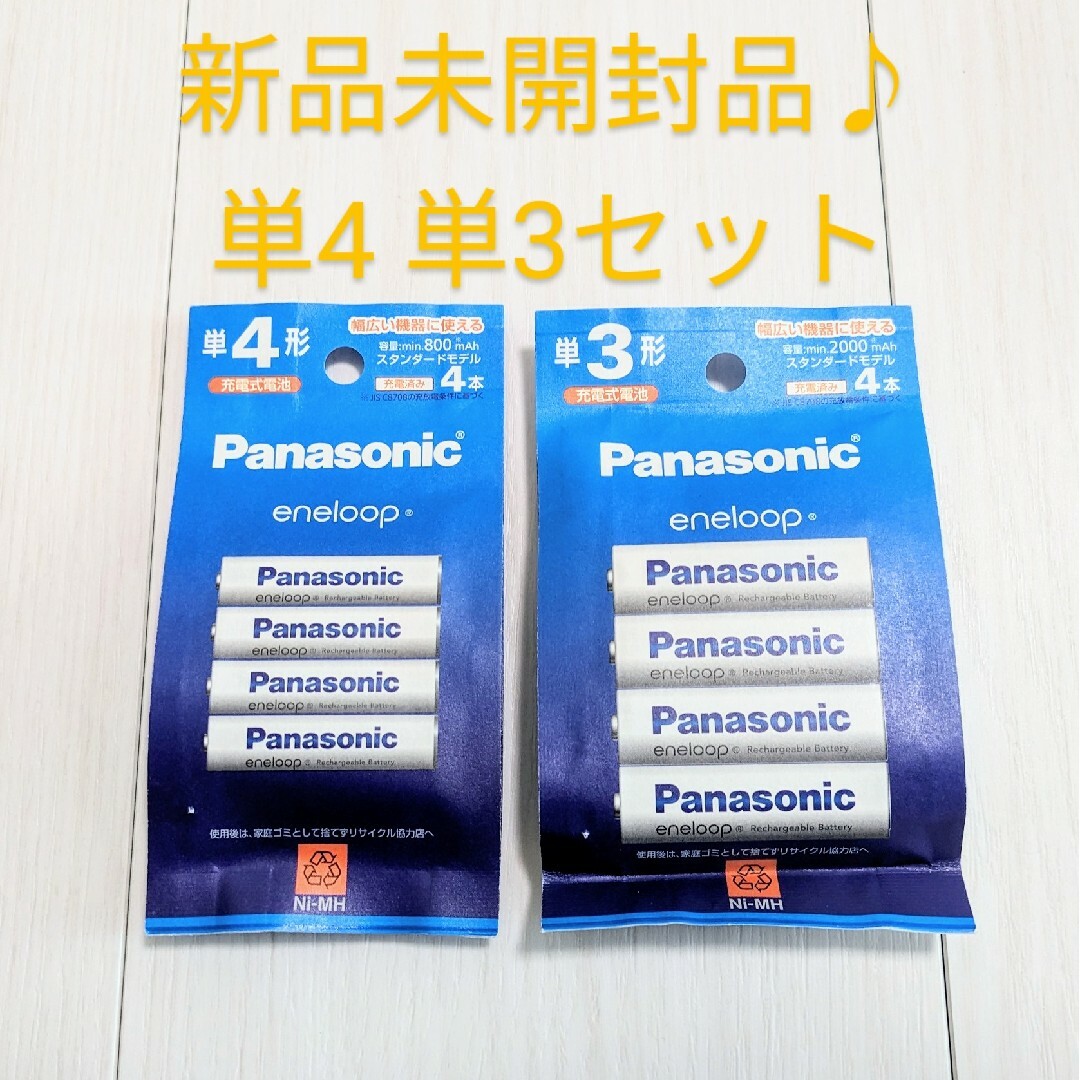 新品未開封品♪
単4 単3セット
単4形
充電式電池
幅広い機器に使える
容量:min.800mAh
スタンダードモデル
充電済み 4本
Panasonic®
eneloop®
Panasonic
eneloop® Rechargeable Battery
Panasonic
eneloop® Rechargeable Battery
Panasonic
eneloop® Rechargeable Battery
Panasonic
eneloop® Rechargeable Battery
使用後は、家庭ゴミとして捨てずリサイクル協力店へ
Ni-MH
単3形
充電式電池
幅広い機器に使える
容量:min.2000mAh
スタンダードモデル
充電済み 4本
Panasonic®
eneloop®
Panasonic
eneloop® Rechargeable Battery
Panasonic
eneloop® Rechargeable Battery
Panasonic
eneloop® Rechargeable Battery
Panasonic
eneloop® Rechargeable Battery
使用後は、家庭ゴミとして捨てずリサイクル協力店へ
Ni-MH